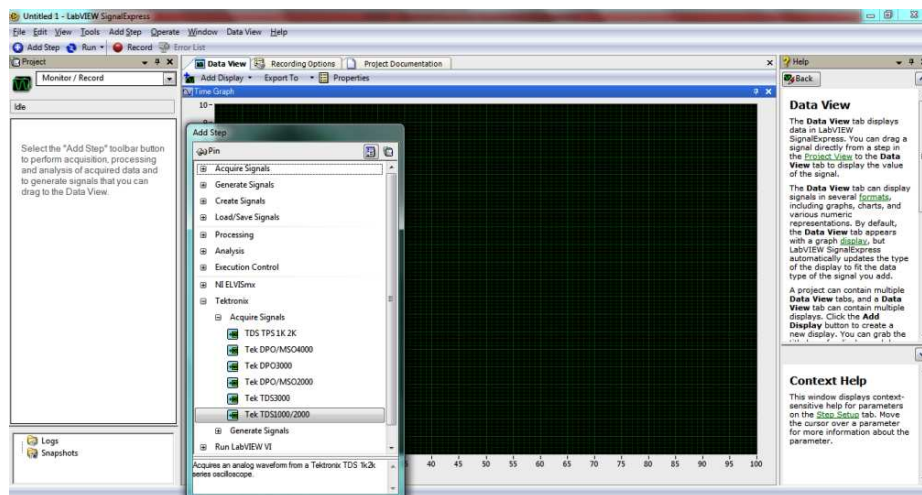 Untitled 1 - LabVIEW SignalExpress
File Edit View Tools Add Step Operate Window Data View Help
Add Step Run Record Error List
Project
Monitor / Record
Idle
Select the "Add Step" toolbar button
to perform acquisition, processing
and analysis of acquired data and
to generate signals that you can
drag to the Data View.
Logs
Snapshots
Data View Recording Options Project Documentation
Add Display Export To Properties
Time Graph
10
Add Step
Pin
Acquire Signals
Generate Signals
Create Signals
Load/Save Signals
Processing
Analysis
Execution Control
NI ELVISmx
Tektronix
Acquire Signals
TDS TPS 1K 2K
Tek DPO/MSO4000
Tek DPO3000
Tek DPO/MSO2000
Tek TDS3000
Tek TDS1000/2000
Generate Signals
Run LabVIEW VI
Acquires an analog waveform from a Tektronix TDS 1k2k
series oscilloscope.
40 45 50 55 60 65 70 75 80 85 90 95 100
Help
Back
Data View
The Data View tab displays
data in LabVIEW
SignalExpress. You can drag a
signal directly from a step in
the Project View to the Data
View tab to display the value
of the signal.
The Data View tab can display
signals in several formats,
including graphs, charts, and
various numeric
representations. By default,
the Data View tab appears
with a graph display, but
LabVIEW SignalExpress
automatically updates the type
of the display to fit the data
type of the signal you add.
A project can contain multiple
Data View tabs, and a Data
View tab can contain multiple
displays. Click the Add
Display button to create a
new display. You can grab the
Context Help
This window displays context-
sensitive help for parameters
on the Step Setup tab. Move
the cursor over a parameter
for more information about the
parameter.